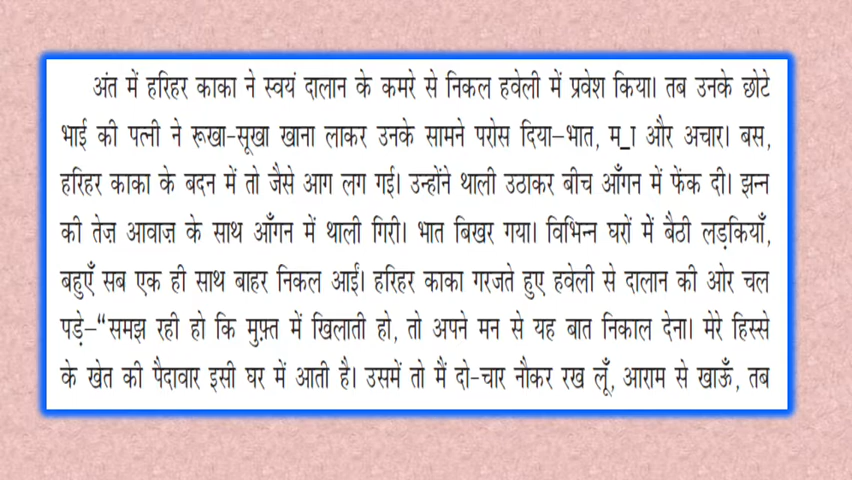 अंत में हरिहर काका ने स्वयं दालान के कमरे से निकल हवेली में प्रवेश किया। तब उनके छोटे
भाई की पत्नी ने रूखा-सूखा खाना लाकर उनके सामने परोस दिया–भात, म_ा और अचार। बस,
हरिहर काका के बदन में तो जैसे आग लग गई। उन्होंने थाली उठाकर बीच आँगन में फेंक दी। झन्न
की तेज़ आवाज़ के साथ आँगन में थाली गिरी। भात बिखर गया। विभिन्न घरों में बैठी लड़कियाँ,
बहुएँ सब एक ही साथ बाहर निकल आईं। हरिहर काका गरजते हुए हवेली से दालान की ओर चल
पड़े–“समझ रही हो कि मुफ़्त में खिलाती हो, तो अपने मन से यह बात निकाल देना। मेरे हिस्से
के खेत की पैदावार इसी घर में आती है। उसमें तो मैं दो-चार नौकर रख लूँ, आराम से खाऊँ, तब